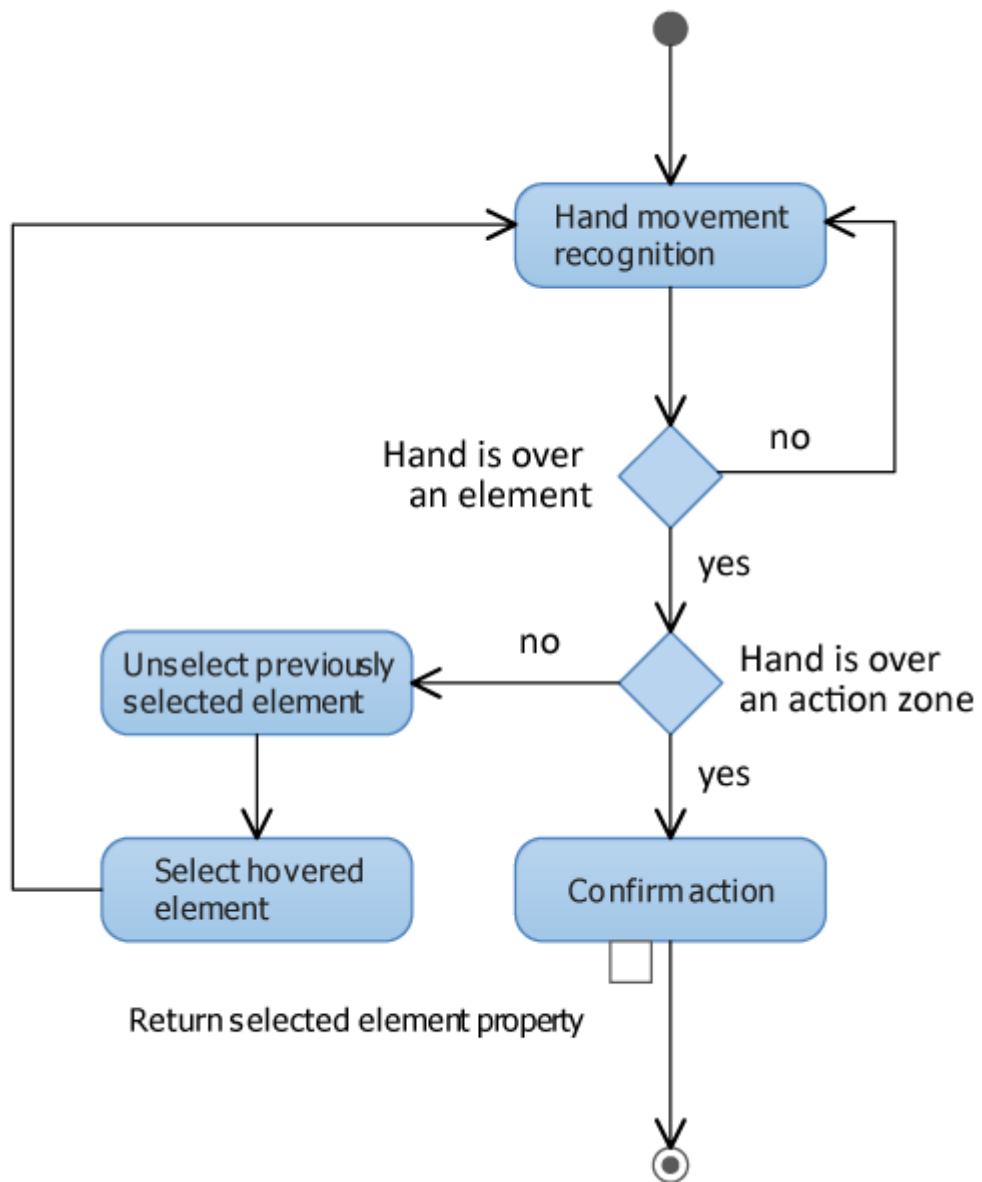 Hand movement
recognition
Hand is over
an element
no
yes
no
Hand is over
an action zone
Unselect previously
selected element
yes
Select hovered
element
Confirm action
Return selected element property